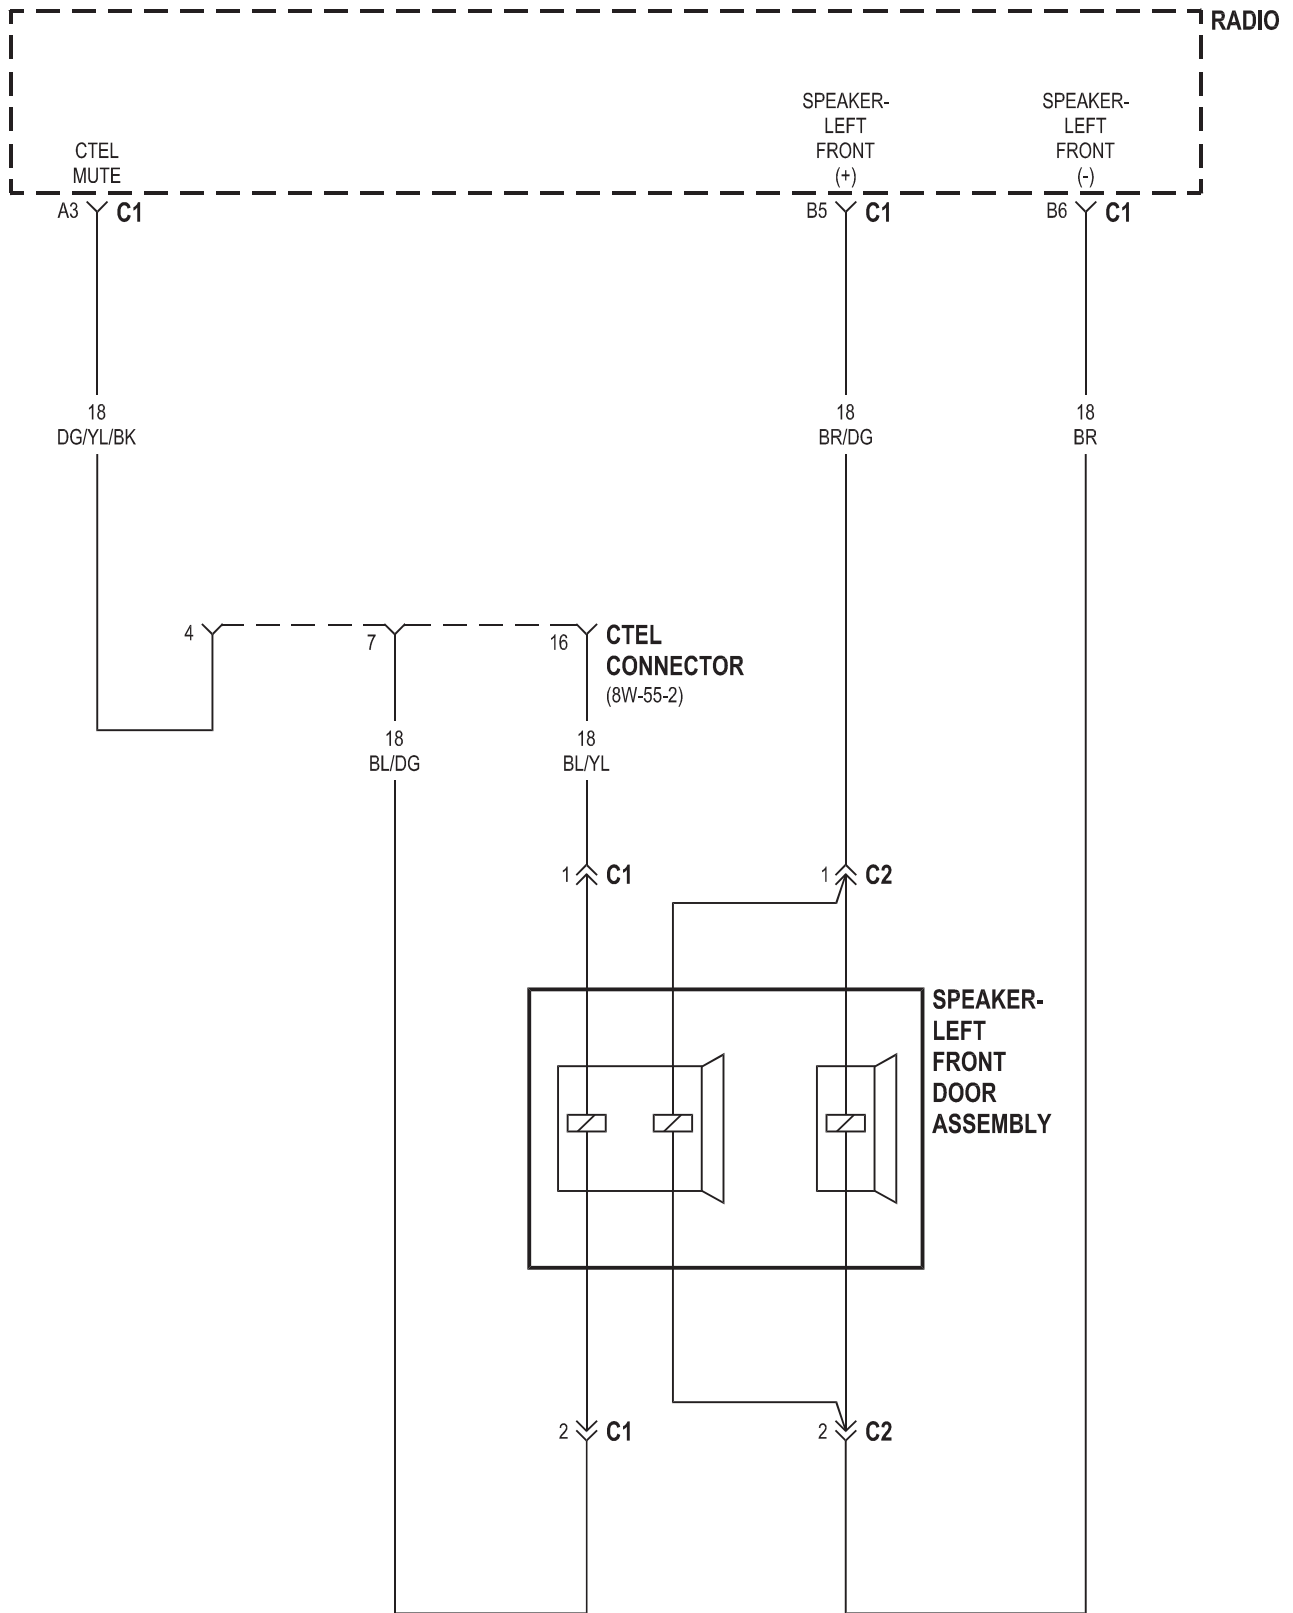 RADIO
CTEL
MUTE
SPEAKER-
LEFT
FRONT
(+)
SPEAKER-
LEFT
FRONT
(-)
A3 C1
B5 C1
B6 C1
18
DG/YL/BK
18
BR/DG
18
BR
4
7
16
CTEL
CONNECTOR
(8W-55-2)
18
BL/DG
18
BL/YL
1 C1
1 C2
SPEAKER-
LEFT
FRONT
DOOR
ASSEMBLY
2 C1
2 C2